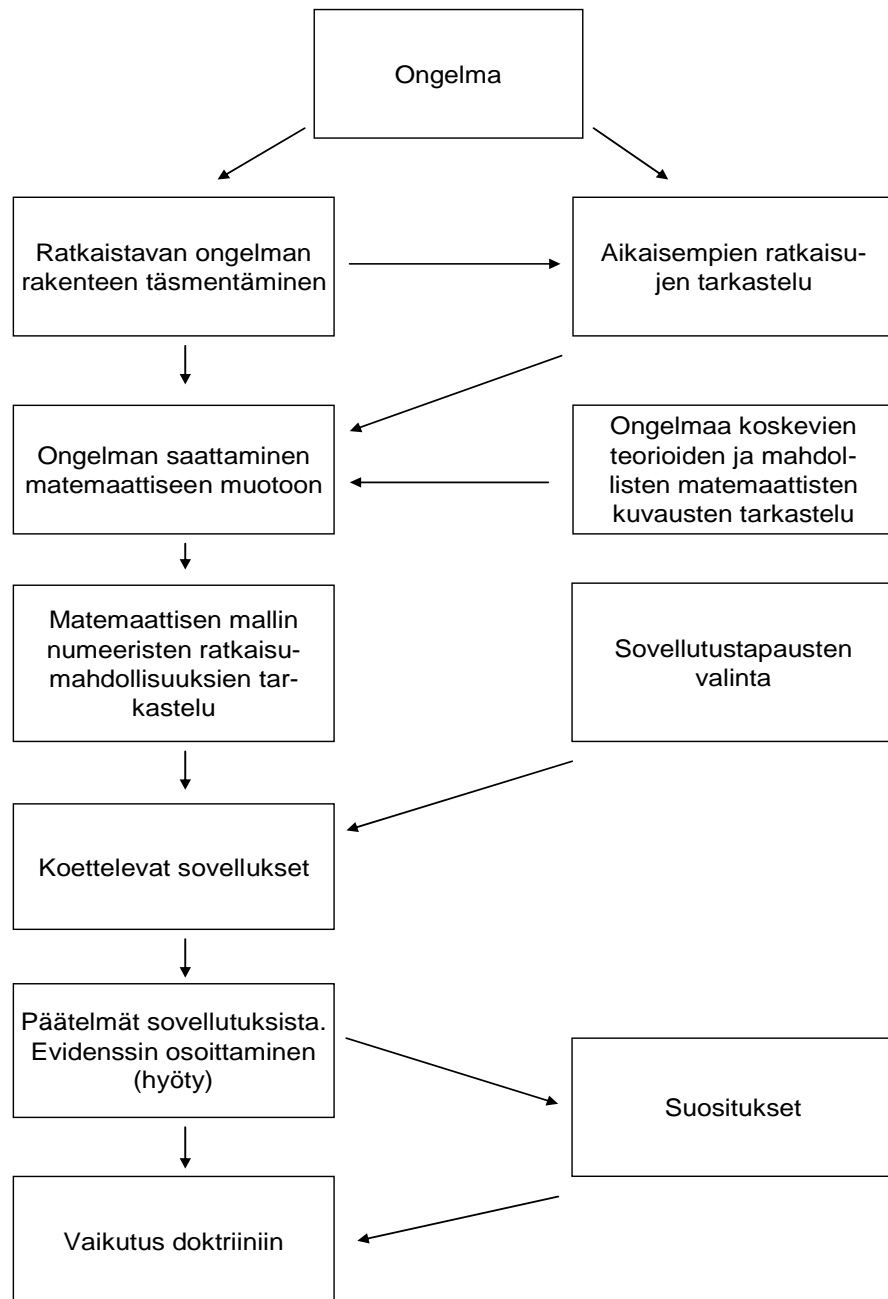 Ongelma
Ratkaistavan ongelman
rakenteen täsmentäminen
Aikaisempien ratkaisu-
jen tarkastelu
Ongelman saattaminen
matemaattiseen muotoon
Ongelmaa koskevien
teorioiden ja mahdol-
listen matemaattisten
kuvausten tarkastelu
Matemaattisen mallin
numeeristen ratkaisu-
mahdollisuuksien tar-
kastelu
Sovellutustapausten
valinta
Koettelevat sovellukset
Päätelmät sovellutuksista.
Evidenssin osoittaminen
(hyöty)
Suositukset
Vaikutus doktriiniin